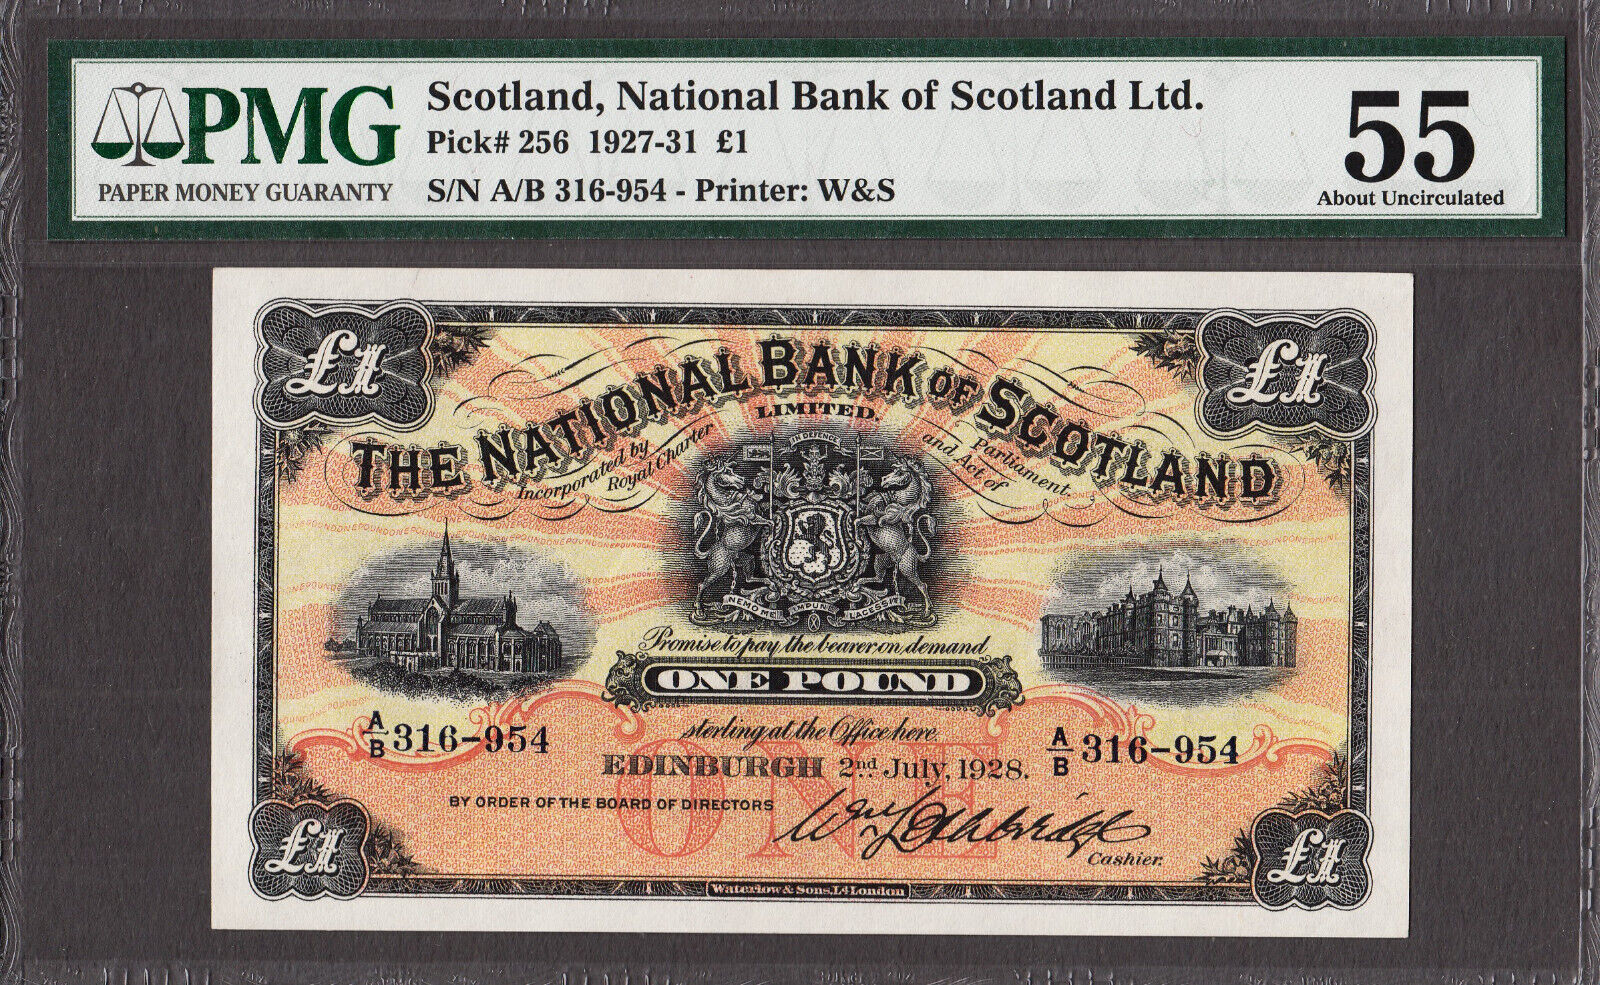 PMG
PAPER MONEY GUARANTY
Scotland, National Bank of Scotland Ltd.
Pick# 256 1927-31 £1
S/N A/B 316-954 - Printer: W&S
55
About Uncirculated
£1
£1
THE NATIONAL BANK OF SCOTLAND
LIMITED.
Incorporated by
Royal Charter
and Act of
Parliament.
IN DEFENCE
NEMO ME IMPUNE LACESSIT
Promise to pay the bearer on demand
ONE POUND
sterling at the Office here
A/B 316-954
A/B 316-954
ONE
EDINBURGH 2nd July, 1928.
BY ORDER OF THE BOARD OF DIRECTORS
Wm Lethbridge
Cashier.
£1
£1
Waterlow & Sons, Ld London